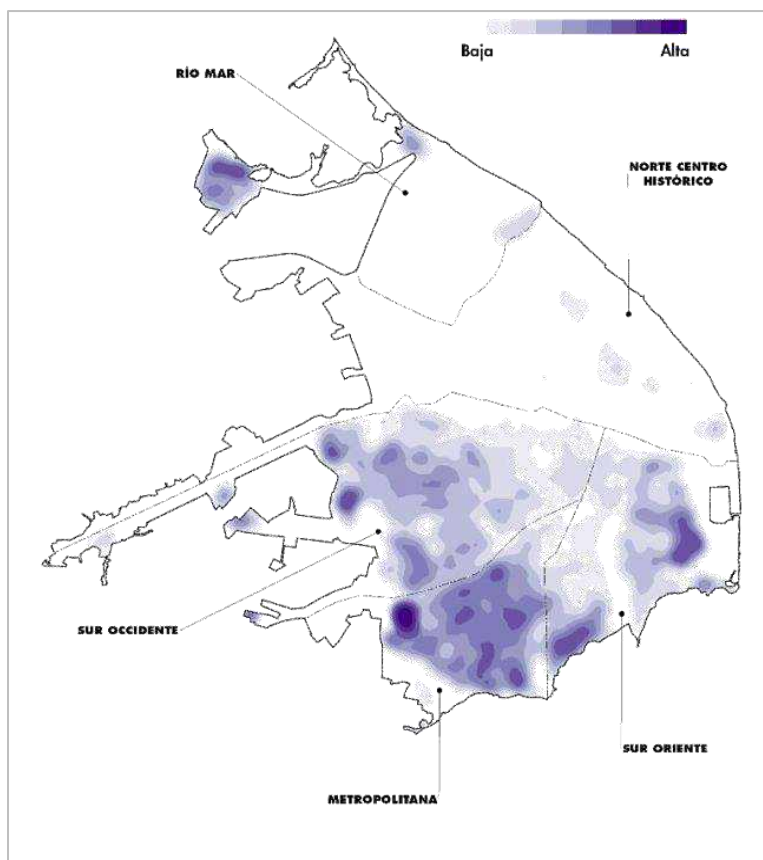 Baja
Alta
RÍO MAR
NORTE CENTRO
HISTÓRICO
SUR OCCIDENTE
SUR ORIENTE
METROPOLITANA